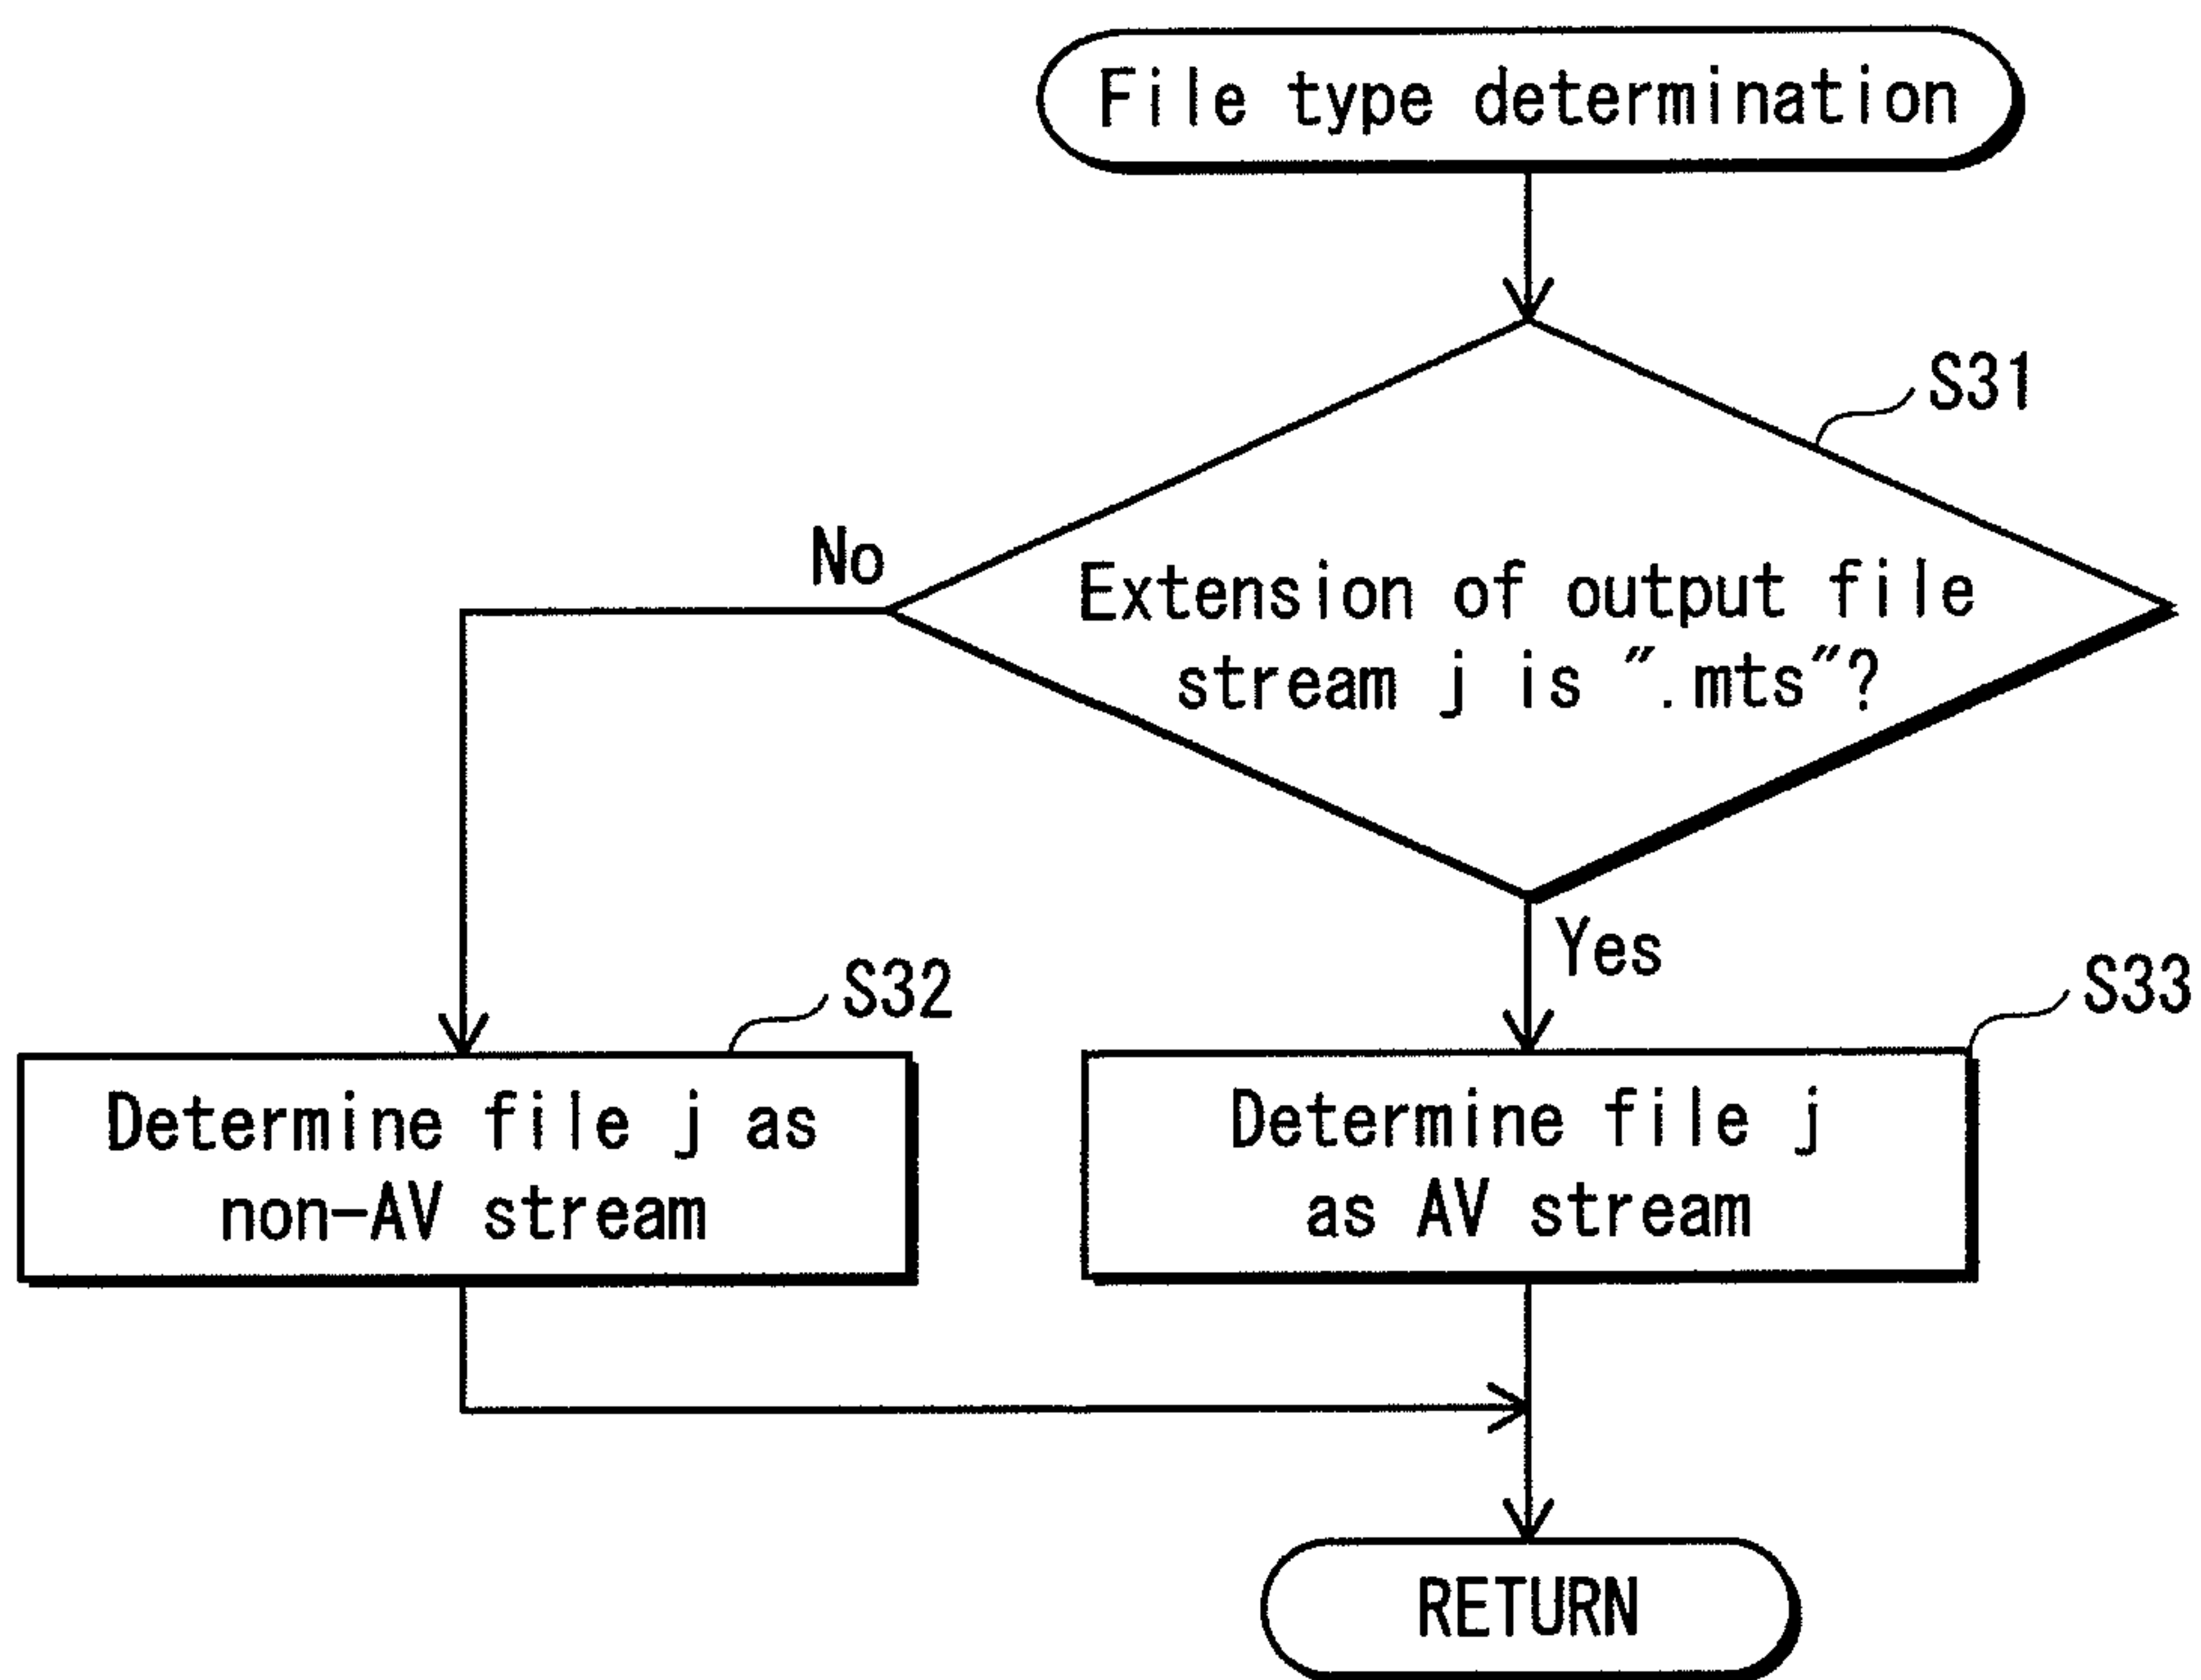 File type determination
S31
No
Extension of output file
stream j is ".mts"?
Yes
S32
S33
Determine file j as
non-AV stream
Determine file j
as AV stream
RETURN